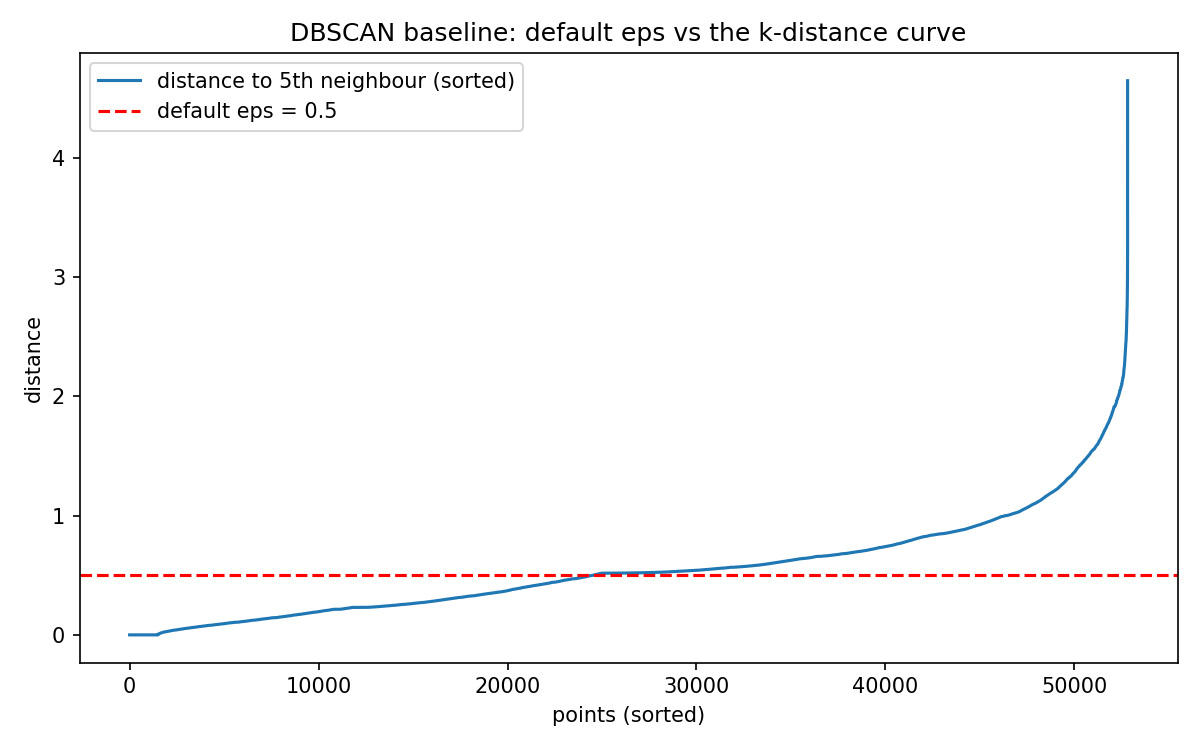 DBSCAN baseline: default eps vs the k-distance curve
distance to 5th neighbour (sorted)
default eps = 0.5
4
3
2
1
0
distance
0 10000 20000 30000 40000 50000
points (sorted)